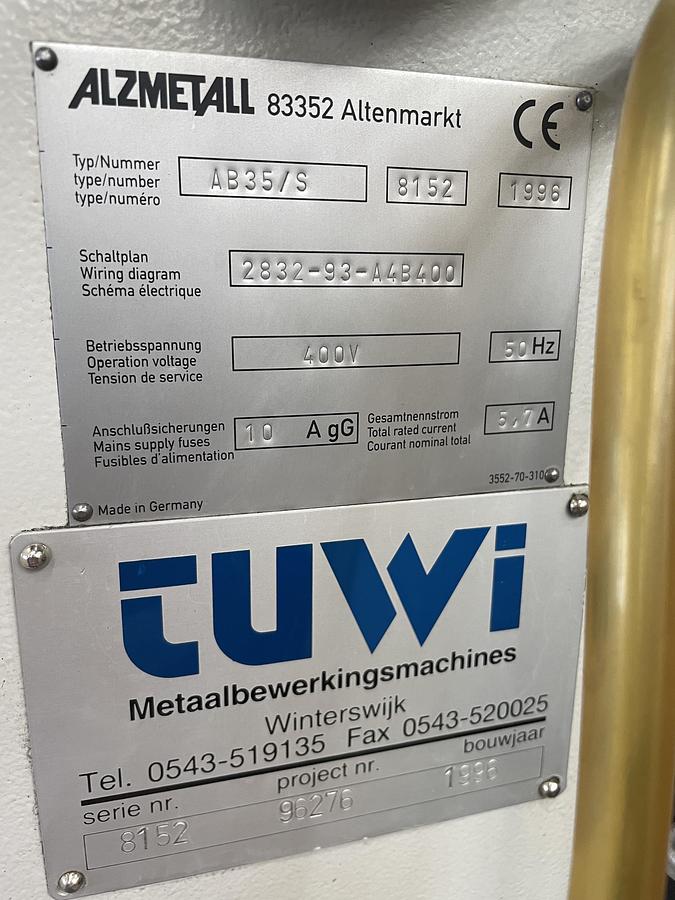 ALZMETALL 83352 Altenmarkt CE
Typ/Nummer
type/number
type/numéro
AB35/S 8152 1996
Schaltplan
Wiring diagram
Schéma électrique
2832-93-A4B400
Betriebsspannung
Operation voltage
Tension de service
400V 50 Hz
Anschlußsicherungen
Mains supply fuses
Fusibles d'alimentation
10 A gG
Gesamtnennstrom
Total rated current
Courant nominal total
5,7 A
3552-70-310
Made in Germany
TUWi
Metaalbewerkingsmachines
Winterswijk
Tel. 0543-519135 Fax 0543-520025
serie nr. project nr. bouwjaar
8152 96276 1996